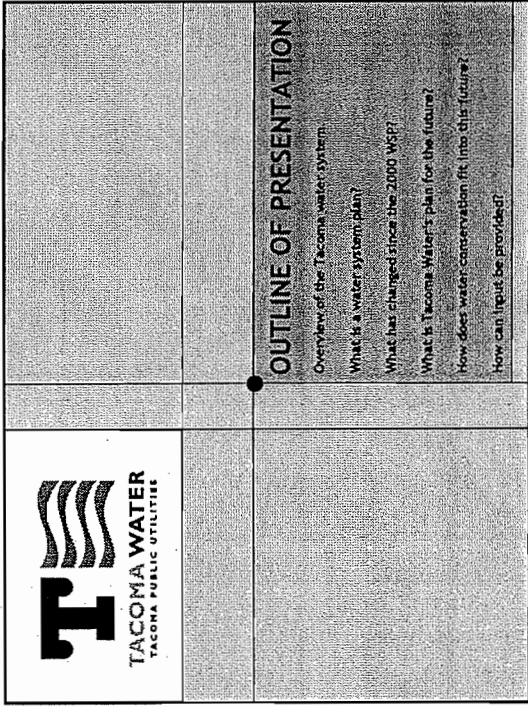 TACOMA WATER
TACOMA PUBLIC UTILITIES
OUTLINE OF PRESENTATION
Overview of the Tacoma water system.
What is a water system plan?
What has changed since the 2000 WSP?
What is Tacoma Water's plan for the future?
How does water conservation fit into this future?
How can input be provided?